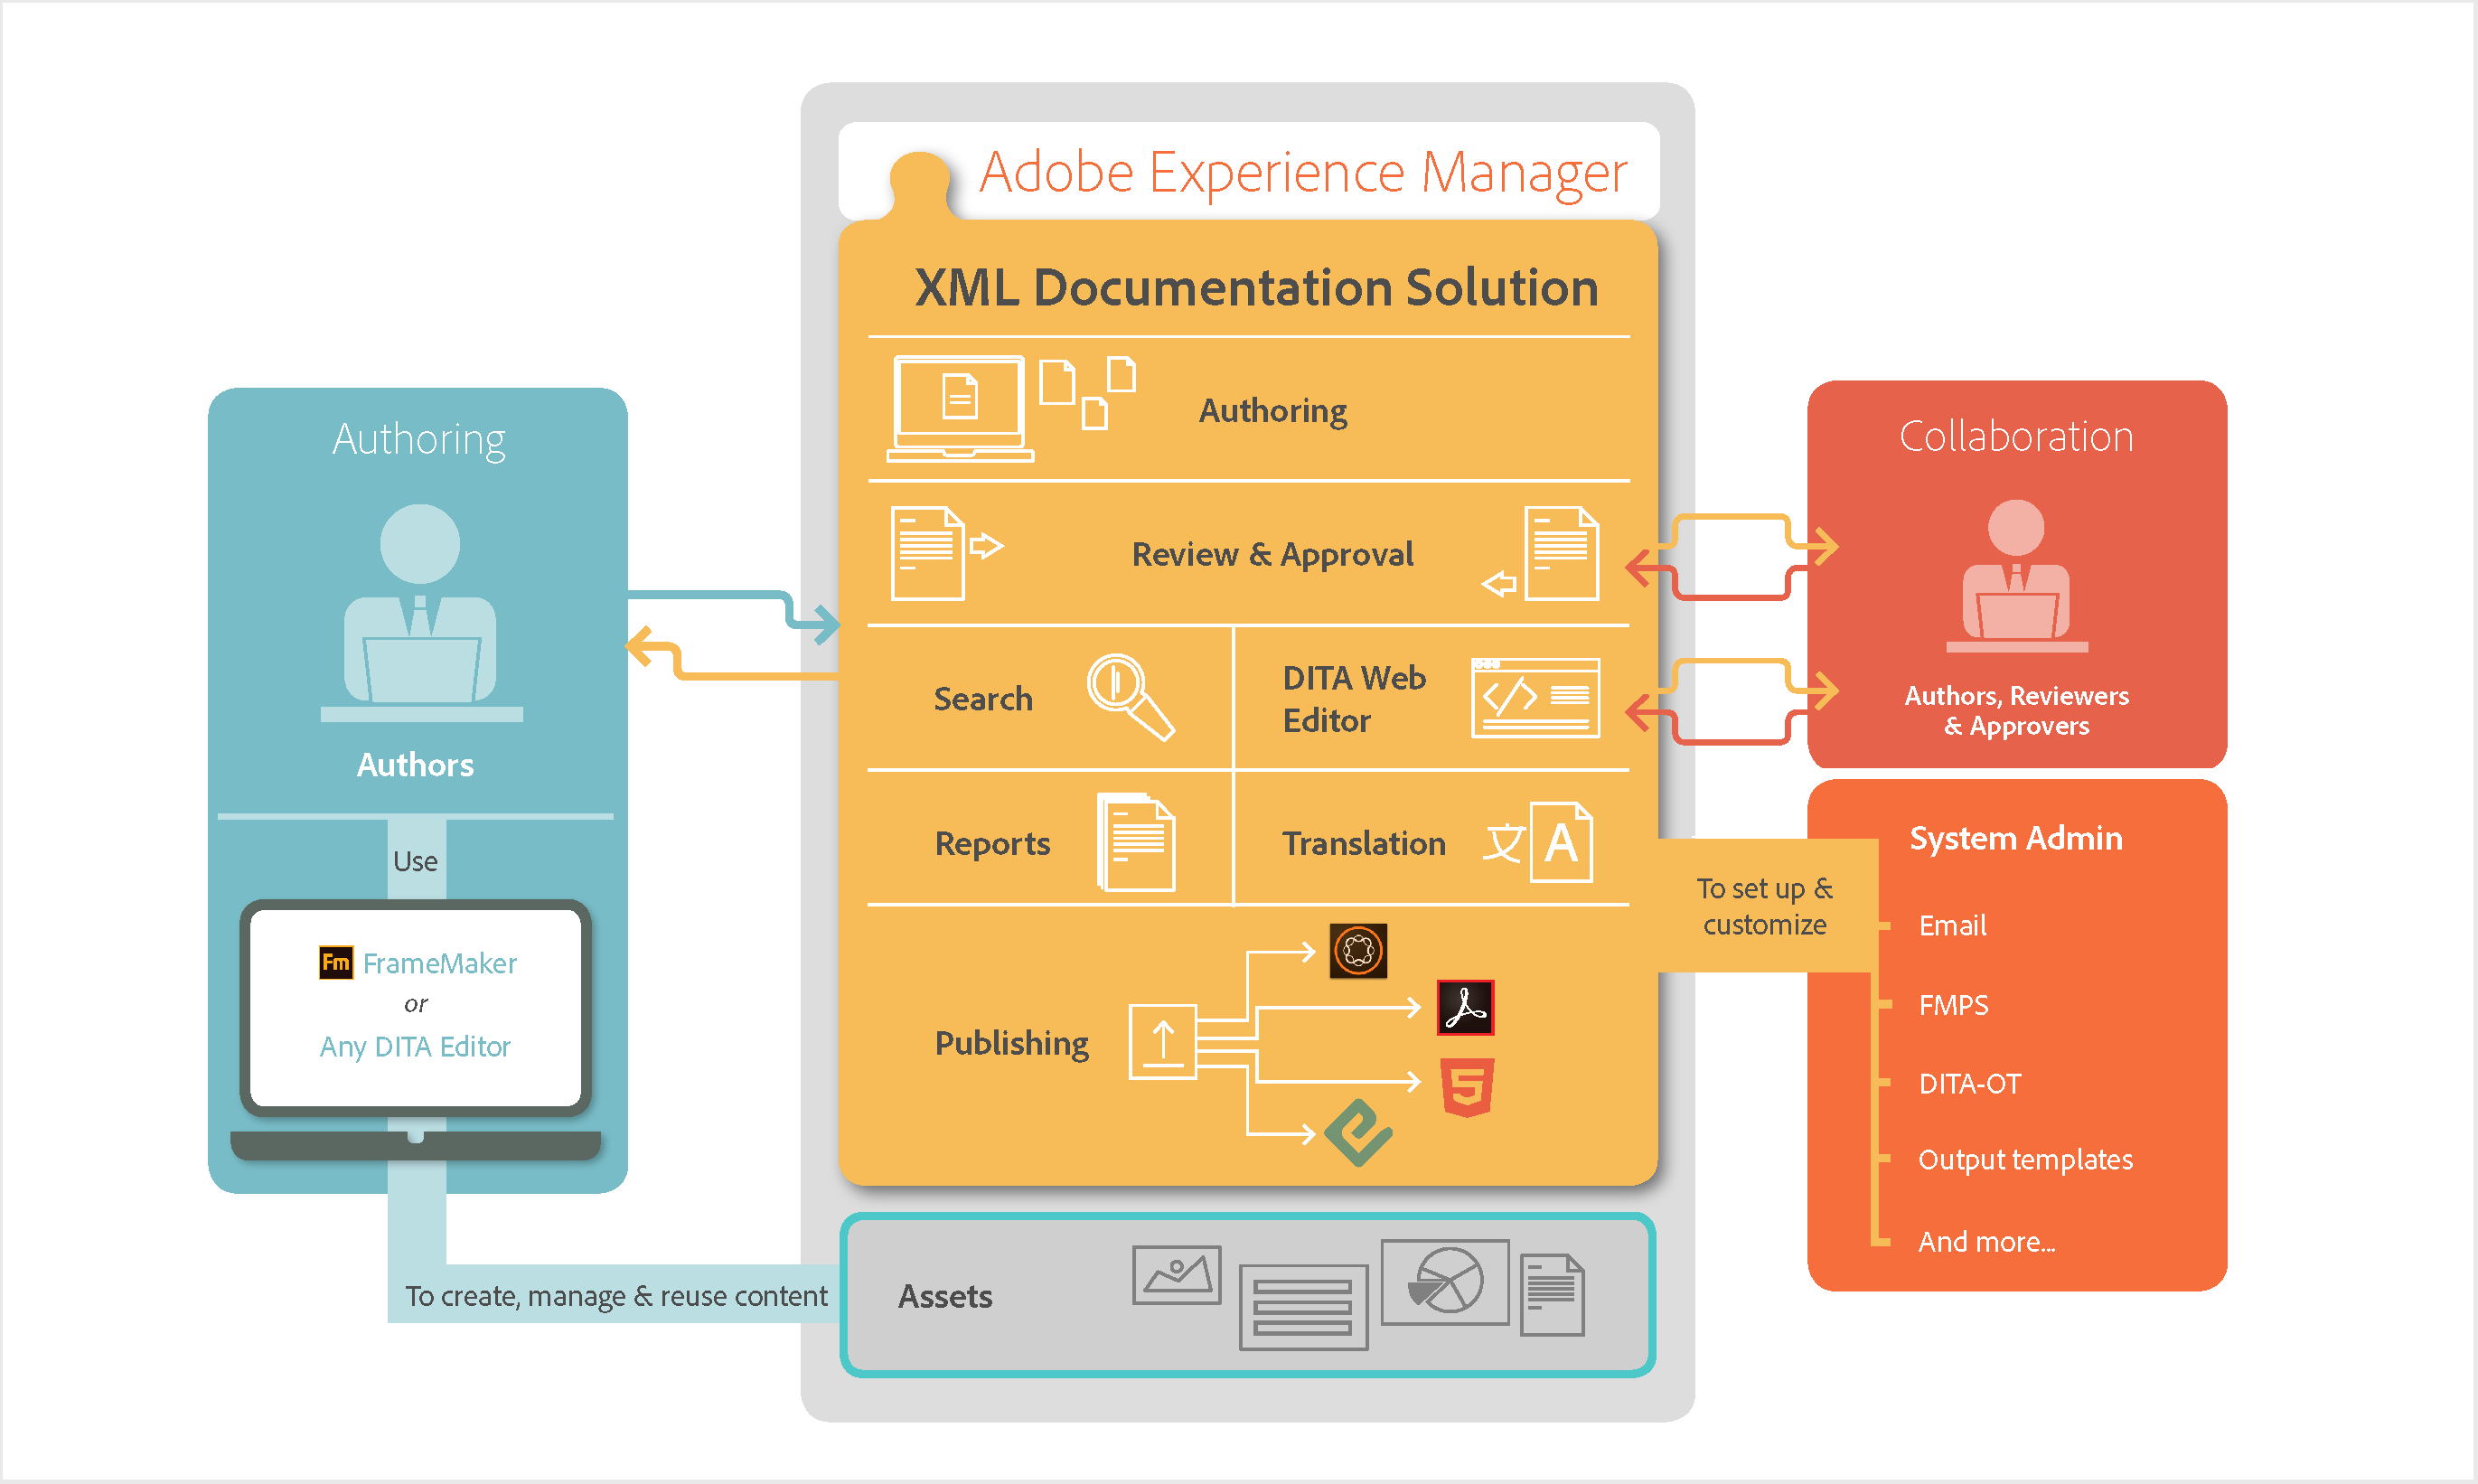 Adobe Experience Manager
XML Documentation Solution
Authoring
Review & Approval
Search
DITA Web
Editor
Reports
Translation
文
A
Publishing
5
Assets
Authoring
Authors
Use
Fm FrameMaker
or
Any DITA Editor
To create, manage & reuse content
Collaboration
Authors, Reviewers
& Approvers
To set up &
customize
System Admin
Email
FMPS
DITA-OT
Output templates
And more...